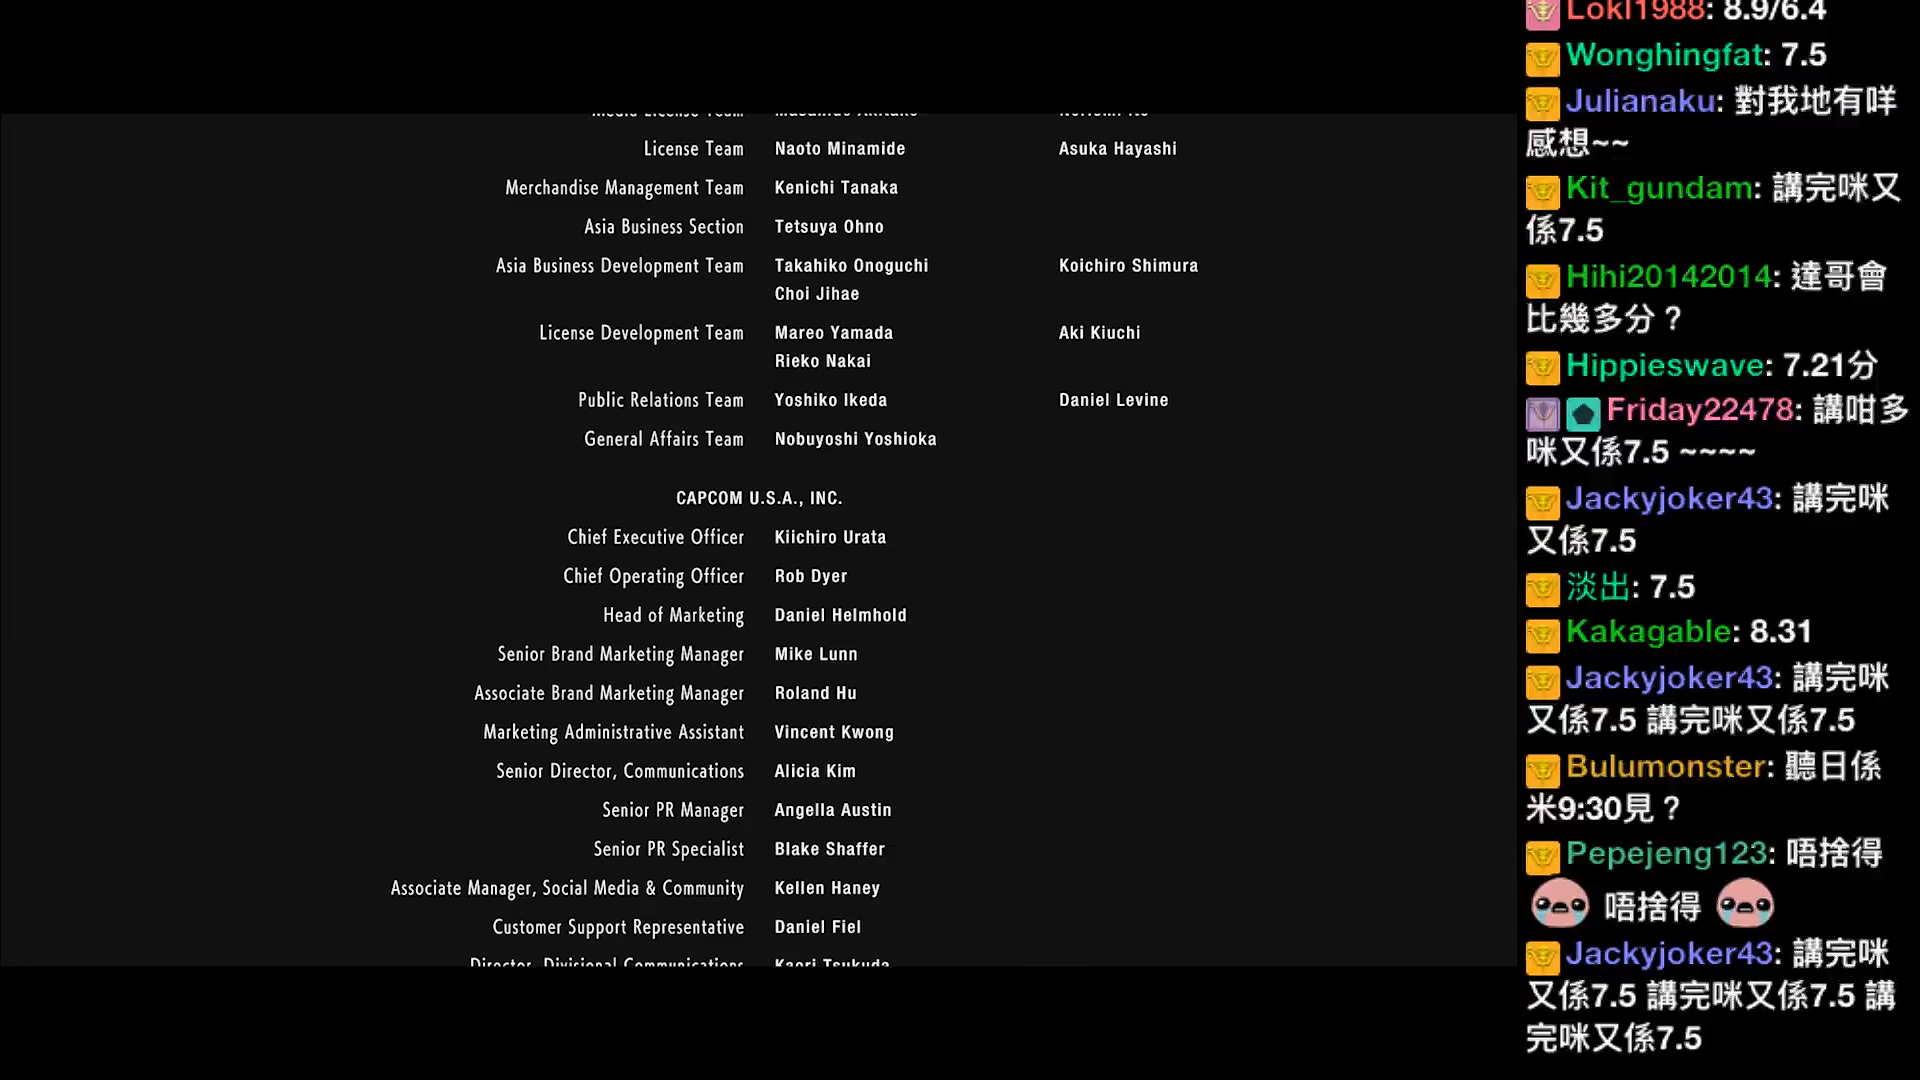 License Team Naoto Minamide Asuka Hayashi
Merchandise Management Team Kenichi Tanaka
Asia Business Section Tetsuya Ohno
Asia Business Development Team Takahiko Onoguchi Koichiro Shimura
Choi Jihae
License Development Team Mareo Yamada Aki Kiuchi
Rieko Nakai
Public Relations Team Yoshiko Ikeda Daniel Levine
General Affairs Team Nobuyoshi Yoshioka
CAPCOM U.S.A., INC.
Chief Executive Officer Kiichiro Urata
Chief Operating Officer Rob Dyer
Head of Marketing Daniel Helmhold
Senior Brand Marketing Manager Mike Lunn
Associate Brand Marketing Manager Roland Hu
Marketing Administrative Assistant Vincent Kwong
Senior Director, Communications Alicia Kim
Senior PR Manager Angella Austin
Senior PR Specialist Blake Shaffer
Associate Manager, Social Media & Community Kellen Haney
Customer Support Representative Daniel Fiel
Director, Divisional Communications Kaori Tsukuda
: 8.9/6.4
Wonghingfat: 7.5
Julianaku: 對我地有咩
感想~~
Kit_gundam: 講完咪又
係7.5
Hihi20142014: 達哥會
比幾多分？
Hippieswave: 7.21分
Friday22478: 講咁多
咪又係7.5 ~~~~
Jackyjoker43: 講完咪
又係7.5
淡出: 7.5
Kakagable: 8.31
Jackyjoker43: 講完咪
又係7.5 講完咪又係7.5
Bulumonster: 聽日係
米9:30見？
Pepejeng123: 唔捨得
唔捨得
Jackyjoker43: 講完咪
又係7.5 講完咪又係7.5 講
完咪又係7.5